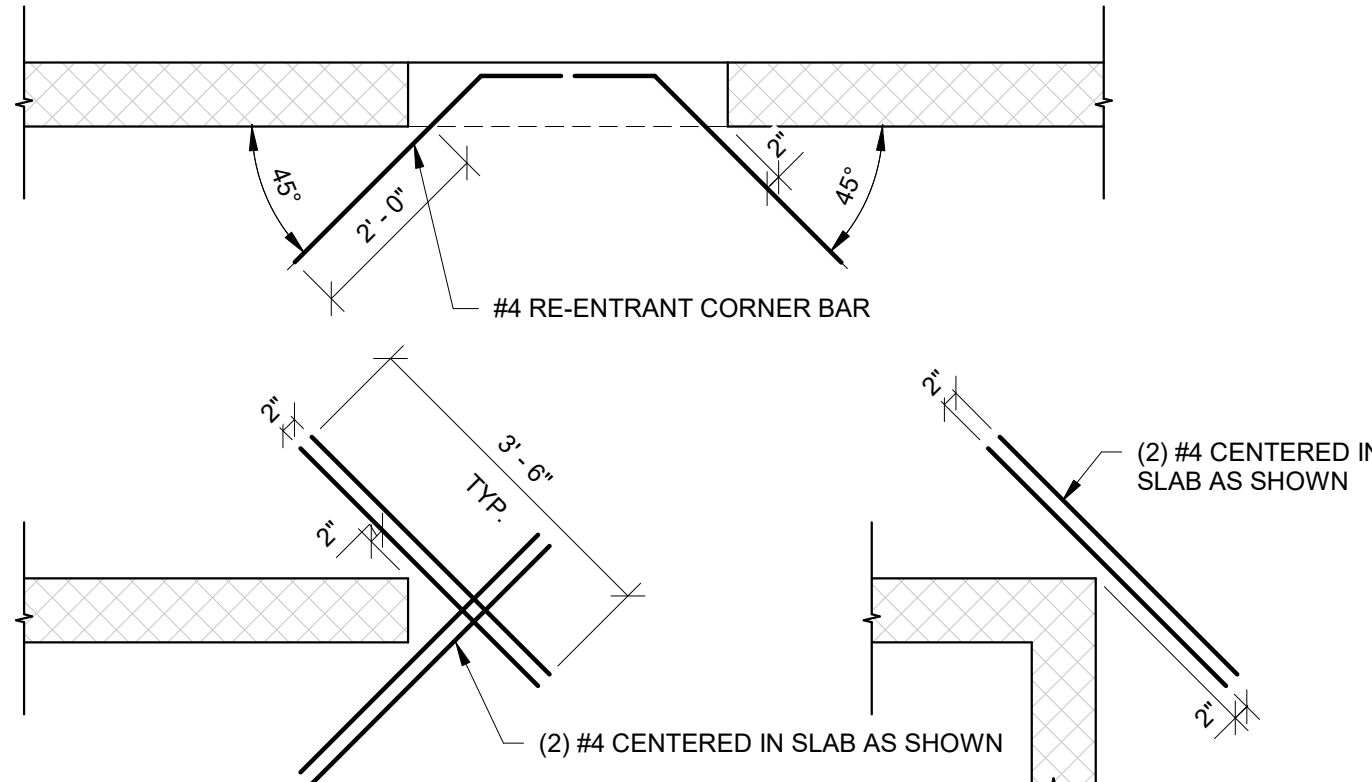 45°
2' - 0"
2"
45°
#4 RE-ENTRANT CORNER BAR
2"
3' - 6"
TYP.
2"
2"
(2) #4 CENTERED IN
SLAB AS SHOWN
(2) #4 CENTERED IN SLAB AS SHOWN
2"